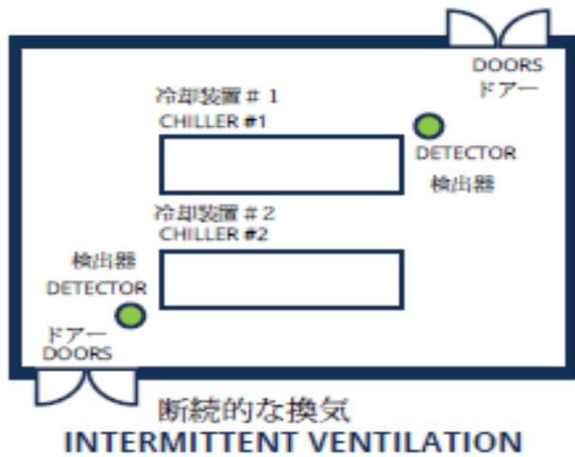 DOORS
ドアー
冷却装置＃１
CHILLER #1
DETECTOR
検出器
冷却装置＃2
CHILLER #2
検出器
DETECTOR
ドアー
DOORS
断続的な換気
INTERMITTENT VENTILATION